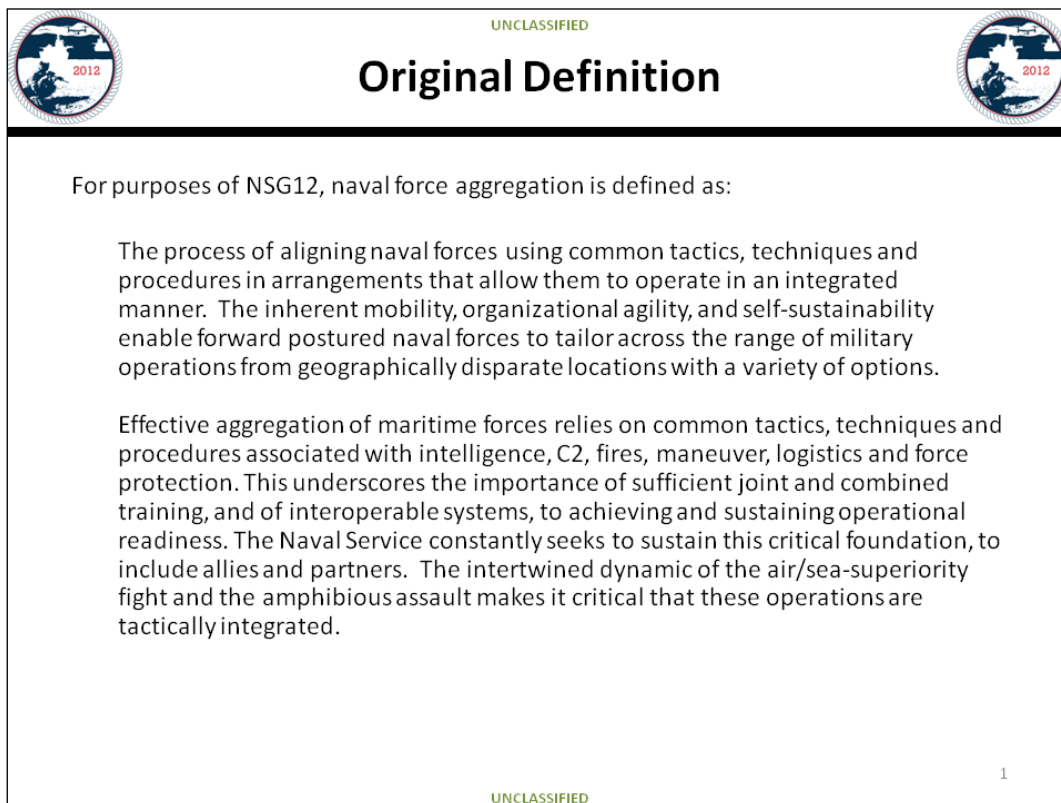 UNCLASSIFIED
2012
Original Definition
2012
For purposes of NSG12, naval force aggregation is defined as:
The process of aligning naval forces using common tactics, techniques and
procedures in arrangements that allow them to operate in an integrated
manner.  The inherent mobility, organizational agility, and self-sustainability
enable forward postured naval forces to tailor across the range of military
operations from geographically disparate locations with a variety of options.
Effective aggregation of maritime forces relies on common tactics, techniques and
procedures associated with intelligence, C2, fires, maneuver, logistics and force
protection. This underscores the importance of sufficient joint and combined
training, and of interoperable systems, to achieving and sustaining operational
readiness. The Naval Service constantly seeks to sustain this critical foundation, to
include allies and partners.  The intertwined dynamic of the air/sea-superiority
fight and the amphibious assault makes it critical that these operations are
tactically integrated.
1
UNCLASSIFIED